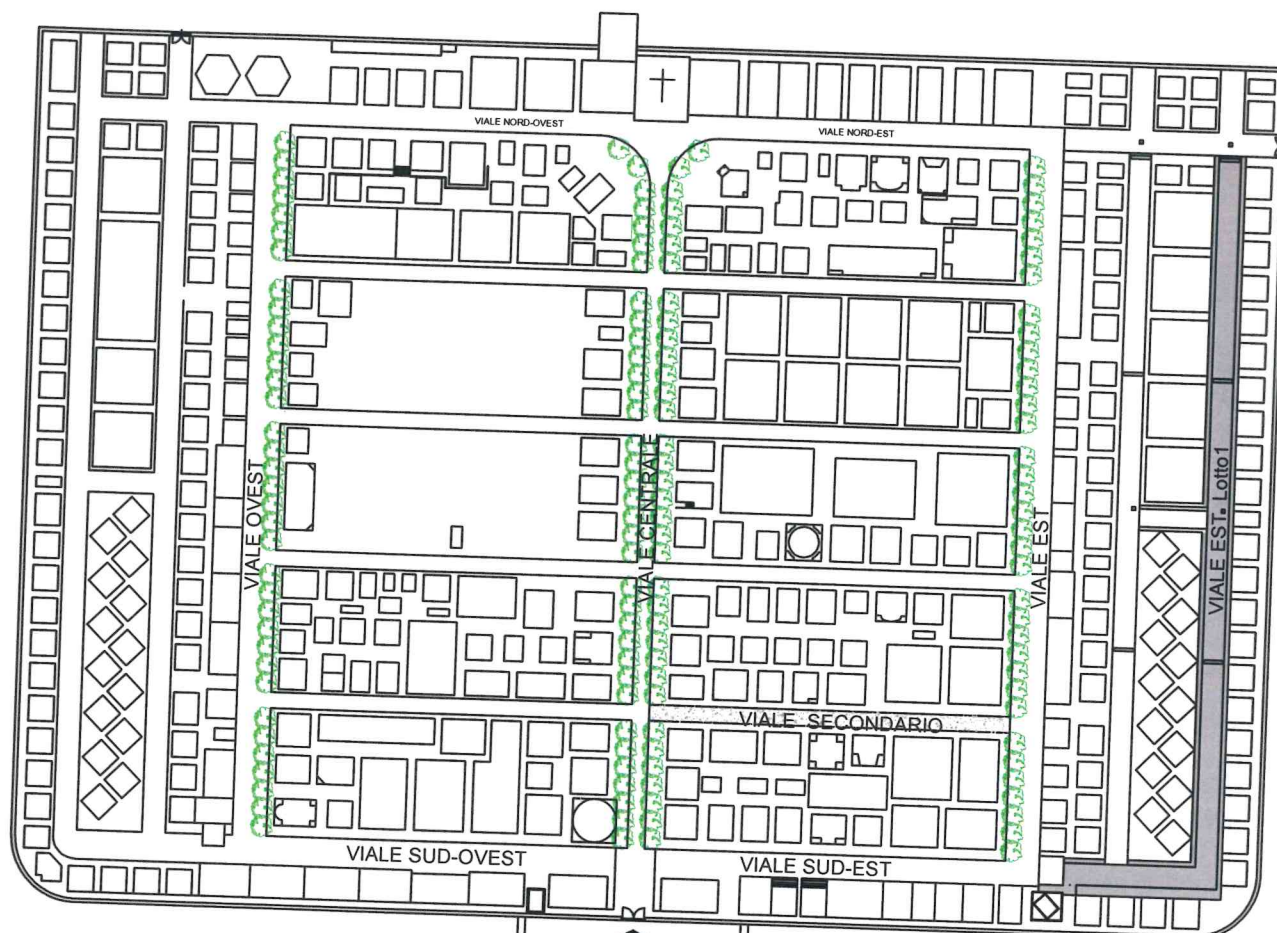 VIALE NORD-OVEST
VIALE NORD-EST
VIALE OVEST
VIALE CENTRALE
VIALE EST
VIALE EST. Lotto1
VIALE SECONDARIO
VIALE SUD-OVEST
VIALE SUD-EST